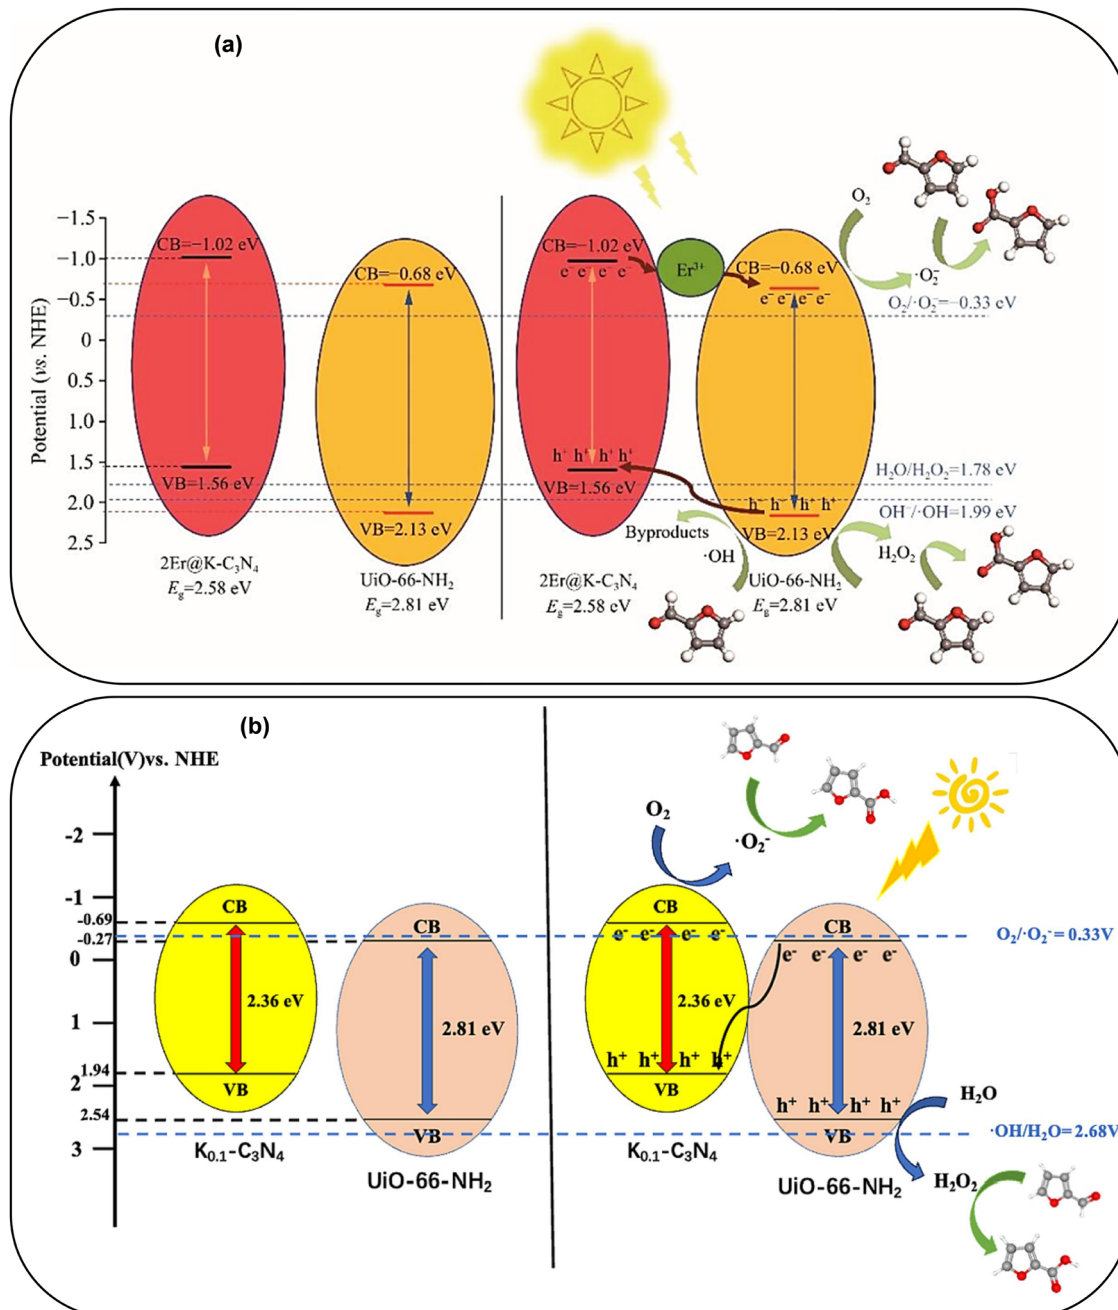 (a)
Potential (vs. NHE)
−1.5
−1.0
−0.5
0
0.5
1.0
1.5
2.0
2.5
CB=−1.02 eV
VB=1.56 eV
2Er@K-C₃N₄
E_g=2.58 eV
CB=−0.68 eV
VB=2.13 eV
UiO-66-NH₂
E_g=2.81 eV
CB=−1.02 eV
e⁻ e⁻ e⁻ e⁻
Er³⁺
CB=−0.68 eV
e⁻ e⁻ e⁻ e⁻
O₂
·O₂⁻
O₂/·O₂⁻=−0.33 eV
h⁺ h⁺ h⁺ h⁺
VB=1.56 eV
H₂O/H₂O₂=1.78 eV
h⁺ h⁺ h⁺ h⁺
VB=2.13 eV
OH⁻/·OH=1.99 eV
Byproducts
·OH
H₂O₂
2Er@K-C₃N₄
E_g=2.58 eV
UiO-66-NH₂
E_g=2.81 eV
(b)
Potential(V)vs. NHE
-2
-1
-0.69
-0.27
0
1
1.94
2
2.54
3
CB
2.36 eV
VB
K₀.₁-C₃N₄
CB
2.81 eV
VB
UiO-66-NH₂
O₂
·O₂⁻
CB
e⁻ e⁻ e⁻ e⁻
2.36 eV
h⁺ h⁺ h⁺ h⁺
VB
K₀.₁-C₃N₄
CB
e⁻ e⁻ e⁻ e⁻
2.81 eV
h⁺ h⁺ h⁺ h⁺
VB
UiO-66-NH₂
O₂/·O₂⁻= 0.33V
H₂O
·OH/H₂O= 2.68V
H₂O₂